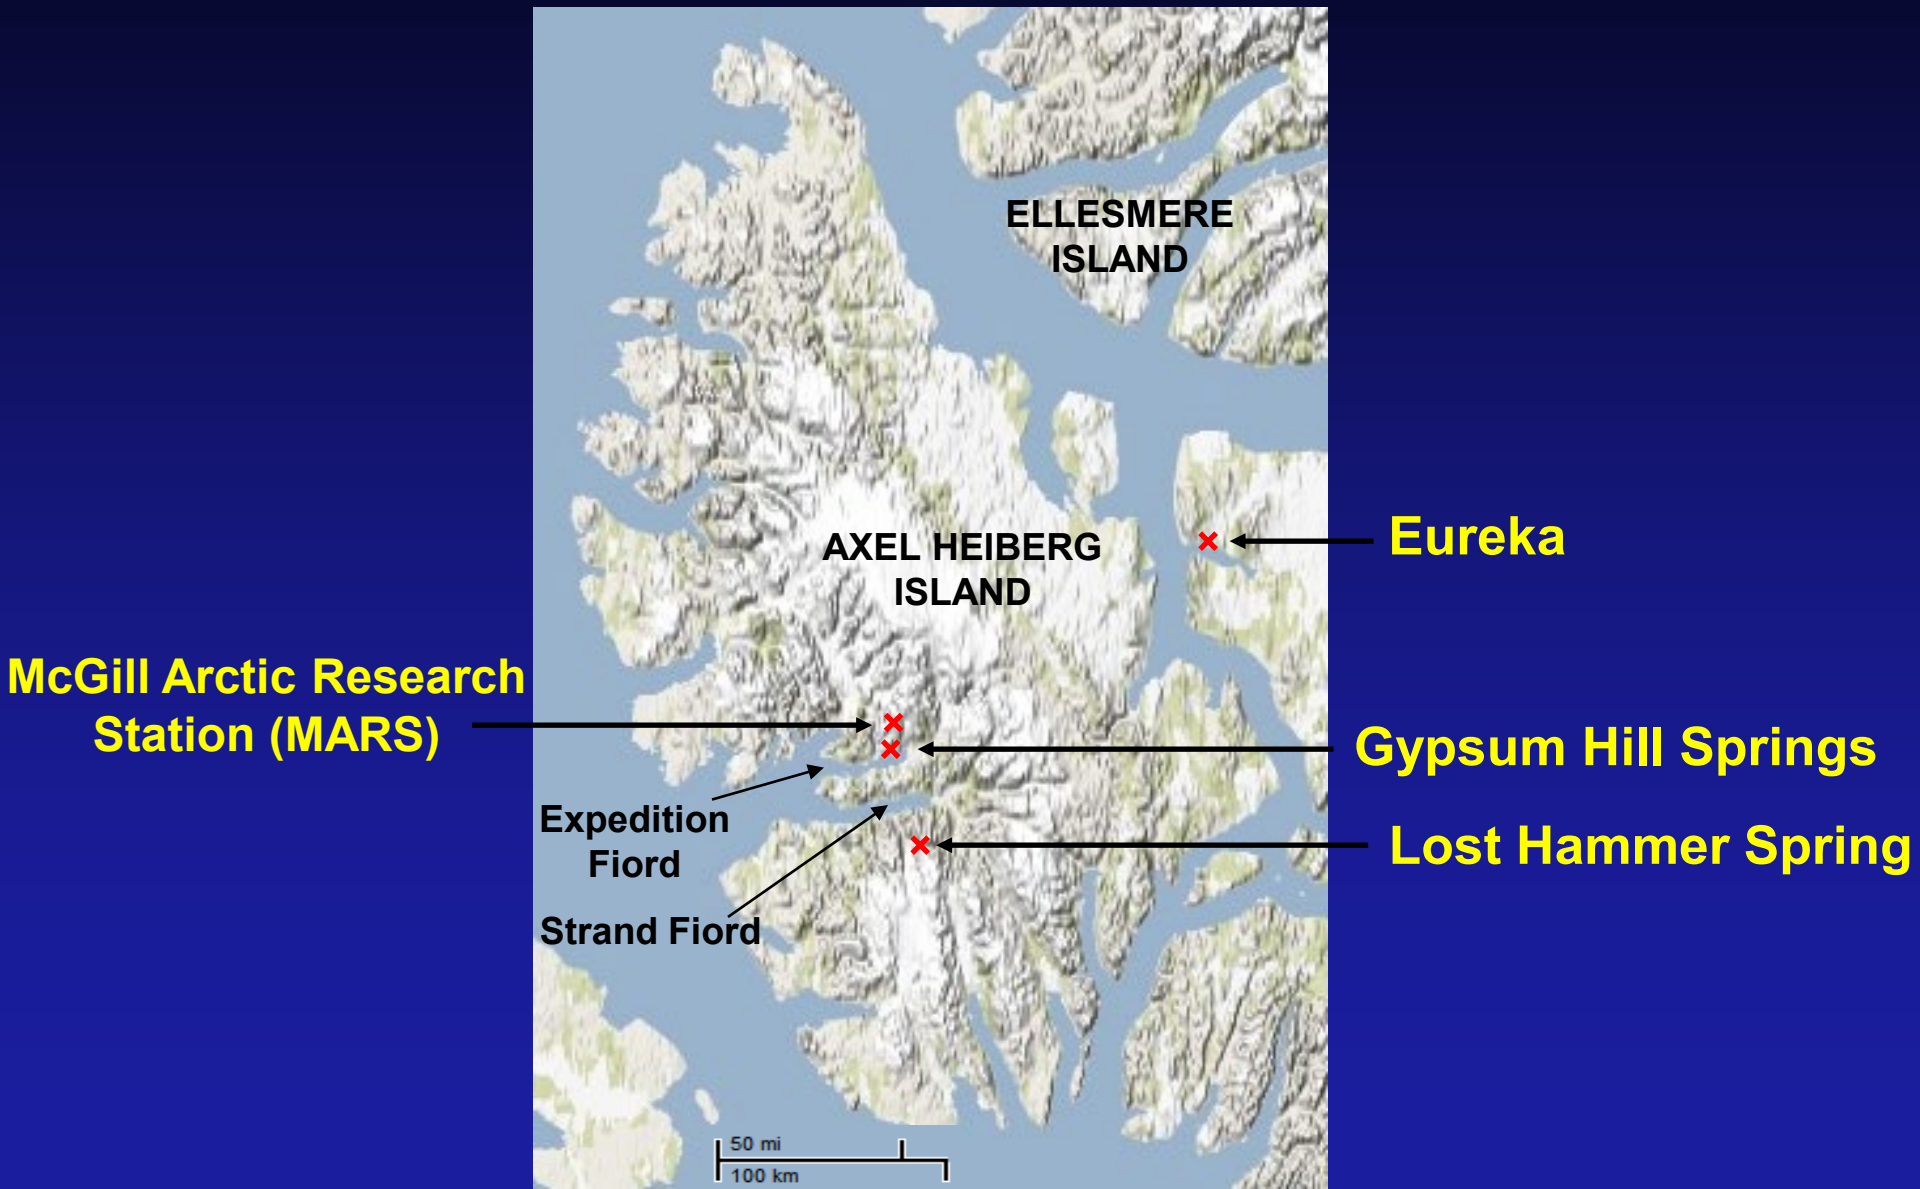 ELLESMERE
ISLAND
AXEL HEIBERG
ISLAND
Eureka
McGill Arctic Research
Station (MARS)
Gypsum Hill Springs
Expedition
Fiord
Lost Hammer Spring
Strand Fiord
50 mi
100 km